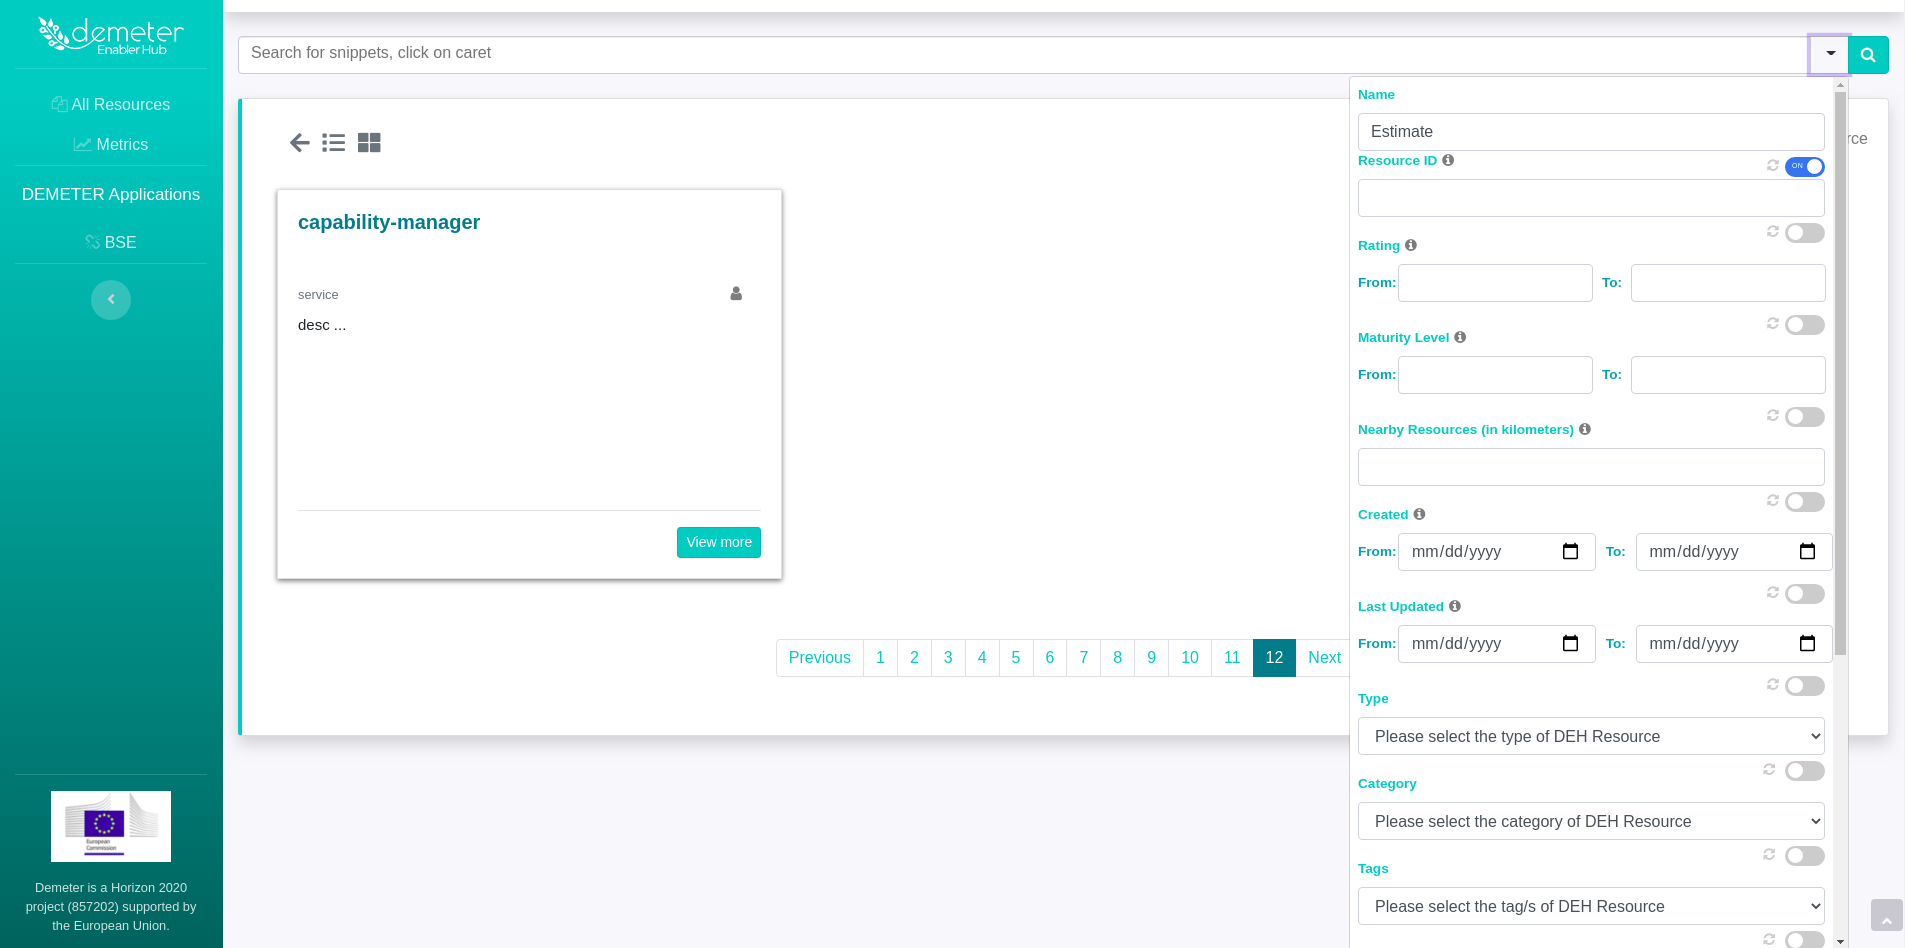 demeter
Enabler Hub
All Resources
Metrics
DEMETER Applications
BSE
European
Commission
Demeter is a Horizon 2020
project (857202) supported by
the European Union.
Search for snippets, click on caret
capability-manager
service
desc ...
View more
Previous 1 2 3 4 5 6 7 8 9 10 11 12 Next
Name
Estimate
Resource ID
ON
Rating
From: To:
Maturity Level
From: To:
Nearby Resources (in kilometers)
Created
From: mm/dd/yyyy To: mm/dd/yyyy
Last Updated
From: mm/dd/yyyy To: mm/dd/yyyy
Type
Please select the type of DEH Resource
Category
Please select the category of DEH Resource
Tags
Please select the tag/s of DEH Resource